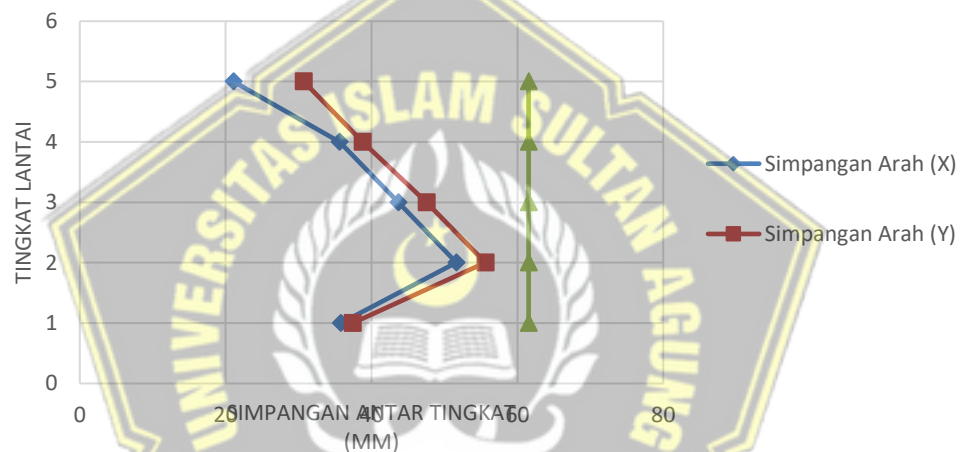 6
5
4
3
2
1
0
TINGKAT LANTAI
0 20 40 60 80
SIMPANGAN ANTAR TINGKAT
(MM)
Simpangan Arah (X)
Simpangan Arah (Y)
UNIVERSITAS ISLAM SULTAN AGUNG